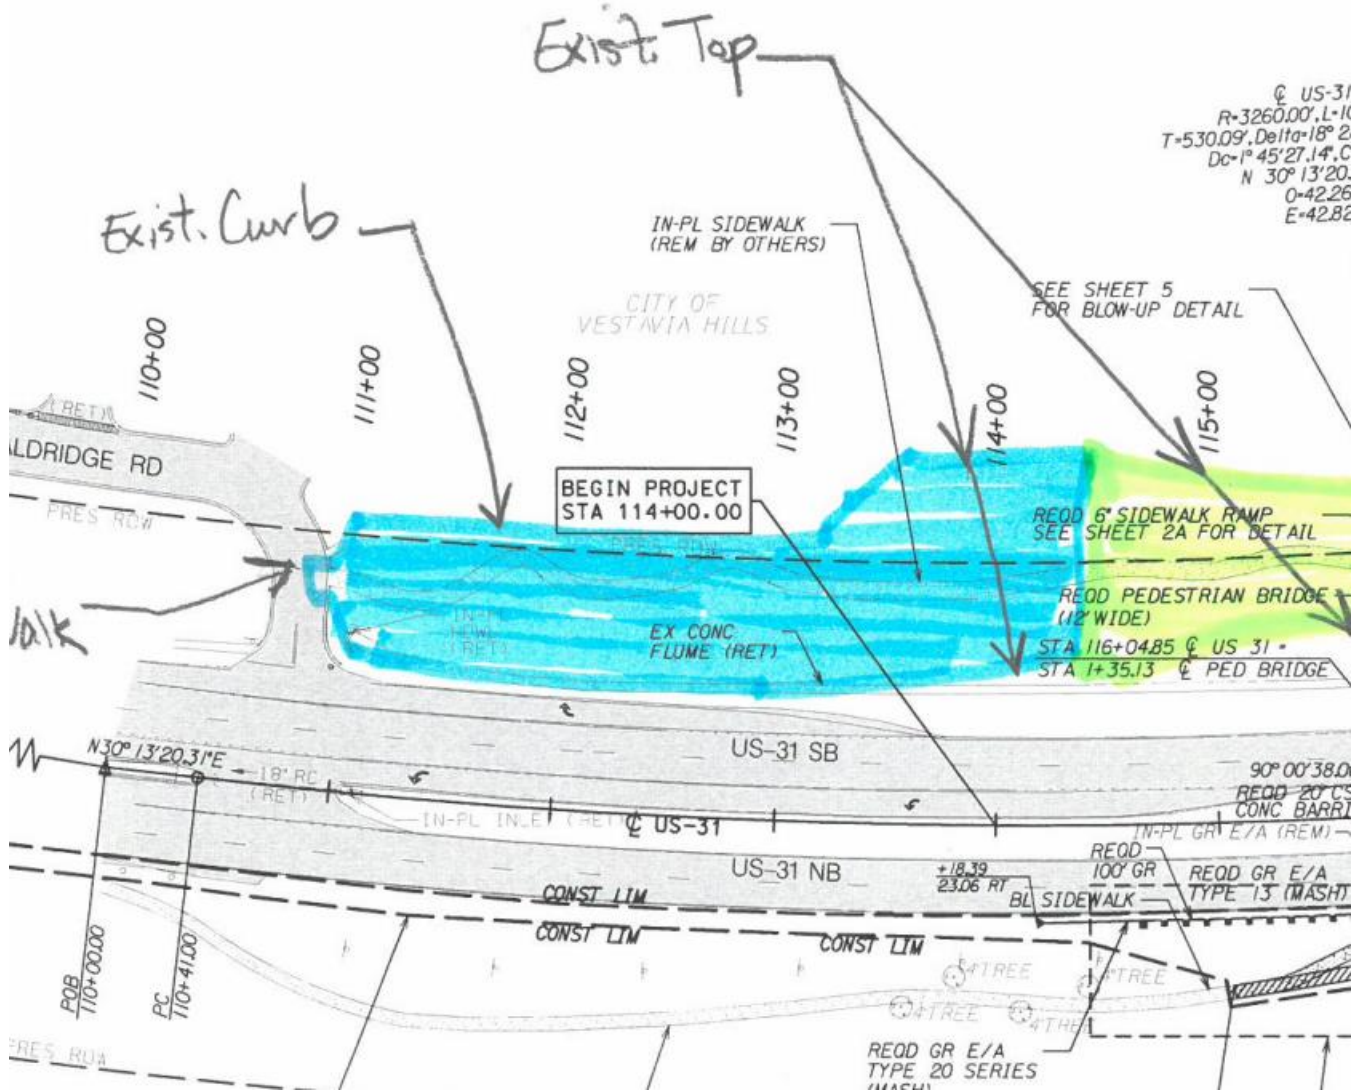 Exist. Top
℄ US-31
R=3260.00', L=10
T=530.09', Delta=18° 2
Dc=1° 45'27.14", C
N 30° 13'20.
O=42.26
E=42.82
Exist. Curb
IN-PL SIDEWALK
(REM BY OTHERS)
SEE SHEET 5
FOR BLOW-UP DETAIL
CITY OF
VESTAVIA HILLS
110+00
111+00
112+00
113+00
114+00
115+00
(RET)
ALDRIDGE RD
PRES ROW
BEGIN PROJECT
STA 114+00.00
PRES ROW
REQD 6" SIDEWALK RAMP
SEE SHEET 2A FOR DETAIL
REQD PEDESTRIAN BRIDGE
(12' WIDE)
STA 116+04.85 ℄ US 31 =
STA 1+35.13 ℄ PED BRIDGE
alk
IN-PL
HEWL
(RET)
EX CONC
FLUME (RET)
US-31 SB
N30° 13'20.31"E
18" RC
(RET)
IN-PL INLET (RET)
℄ US-31
90° 00'38.0
REQD 20" CS
CONC BARRI
IN-PL GR E/A (REM)
US-31 NB
+18.39
23.06 RT
REQD
100' GR
REQD GR E/A
TYPE 13 (MASH)
BL SIDEWALK
CONST LIM
CONST LIM
CONST LIM
POB
110+00.00
PC
110+41.00
4"TREE
4"TREE
4"TREE
4"TREE
PRES ROW
REQD GR E/A
TYPE 20 SERIES
(MASH)